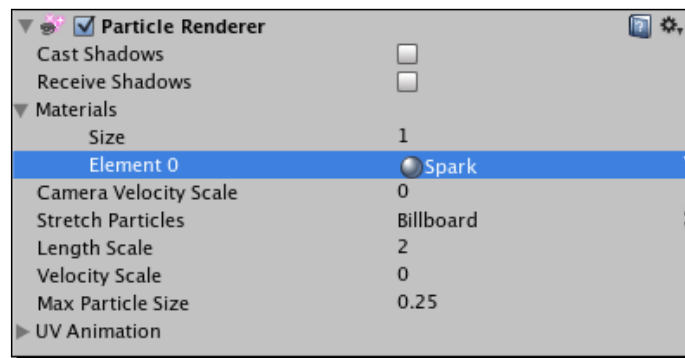 Particle Renderer
Cast Shadows
Receive Shadows
Materials
Size 1
Element 0 Spark
Camera Velocity Scale 0
Stretch Particles Billboard
Length Scale 2
Velocity Scale 0
Max Particle Size 0.25
UV Animation